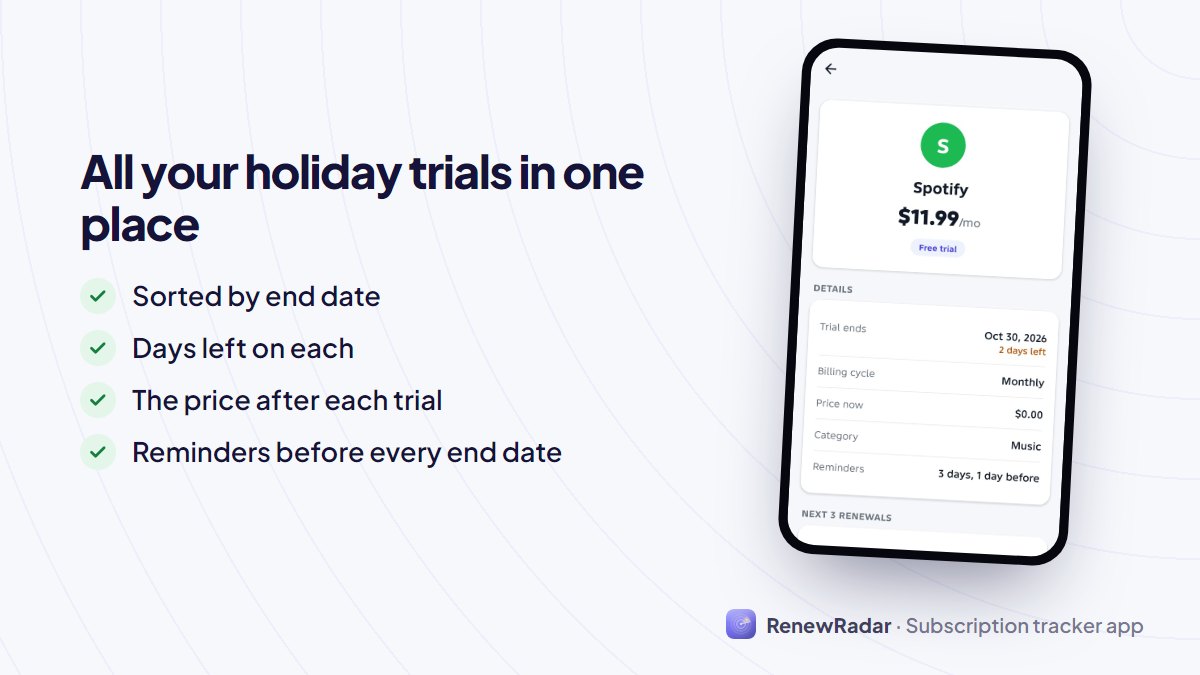 All your holiday trials in one
place
Sorted by end date
Days left on each
The price after each trial
Reminders before every end date
S
Spotify
$11.99/mo
Free trial
DETAILS
Trial ends
Oct 30, 2026
2 days left
Billing cycle
Monthly
Price now
$0.00
Category
Music
Reminders
3 days, 1 day before
NEXT 3 RENEWALS
RenewRadar · Subscription tracker app